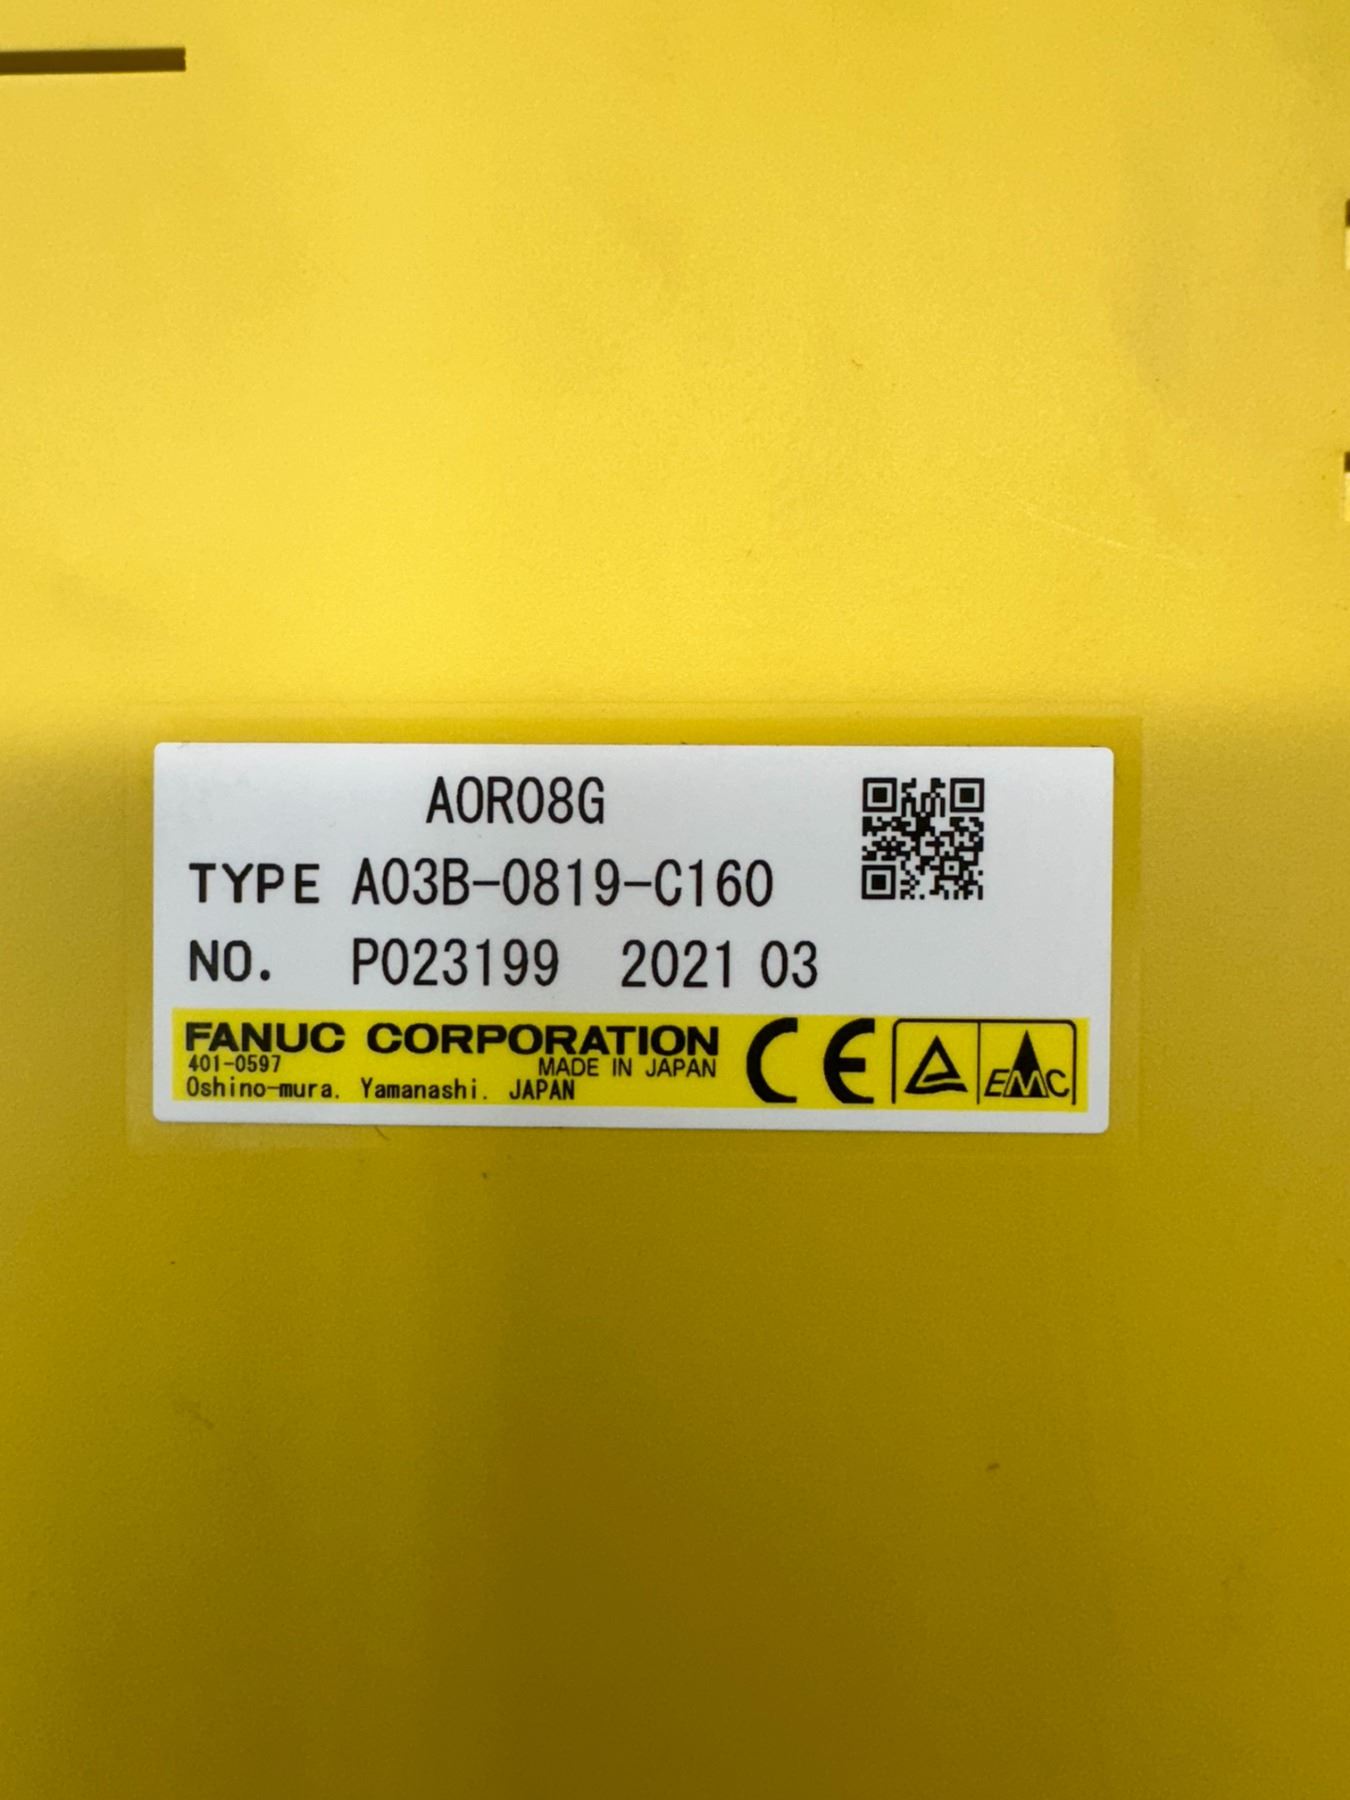 AOR08G
TYPE A03B-0819-C160
NO. P023199 2021 03
FANUC CORPORATION
401-0597 MADE IN JAPAN
Oshino-mura. Yamanashi. JAPAN
CE
EMC